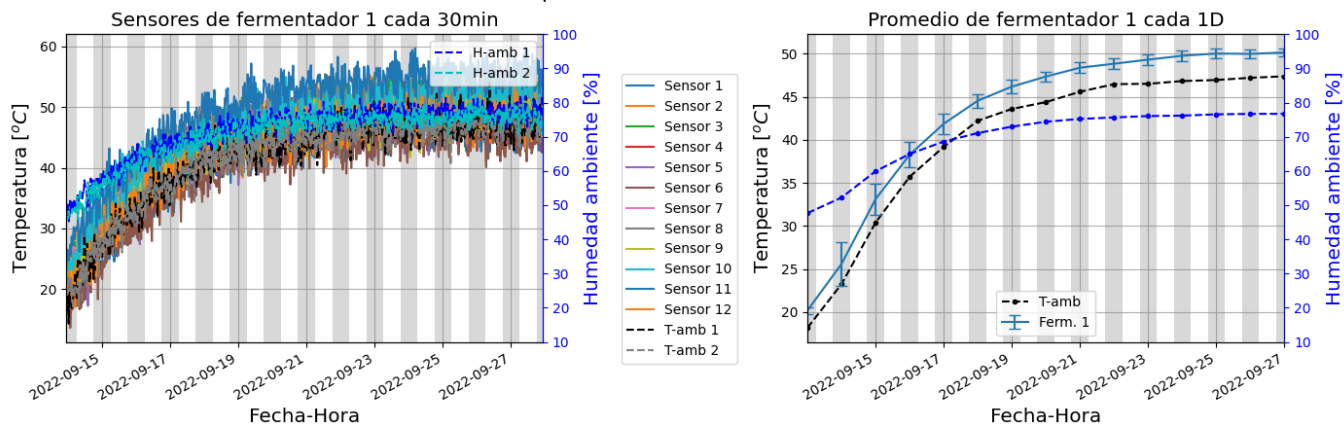 Sensores de fermentador 1 cada 30min
60
50
40
30
20
Temperatura [°C]
100
90
80
70
60
50
40
30
20
10
Humedad ambiente [%]
H-amb 1
H-amb 2
2022-09-15
2022-09-17
2022-09-19
2022-09-21
2022-09-23
2022-09-25
2022-09-27
Fecha-Hora
Sensor 1
Sensor 2
Sensor 3
Sensor 4
Sensor 5
Sensor 6
Sensor 7
Sensor 8
Sensor 9
Sensor 10
Sensor 11
Sensor 12
T-amb 1
T-amb 2
Promedio de fermentador 1 cada 1D
50
45
40
35
30
25
20
Temperatura [°C]
100
90
80
70
60
50
40
30
20
10
Humedad ambiente [%]
T-amb
Ferm. 1
2022-09-15
2022-09-17
2022-09-19
2022-09-21
2022-09-23
2022-09-25
2022-09-27
Fecha-Hora